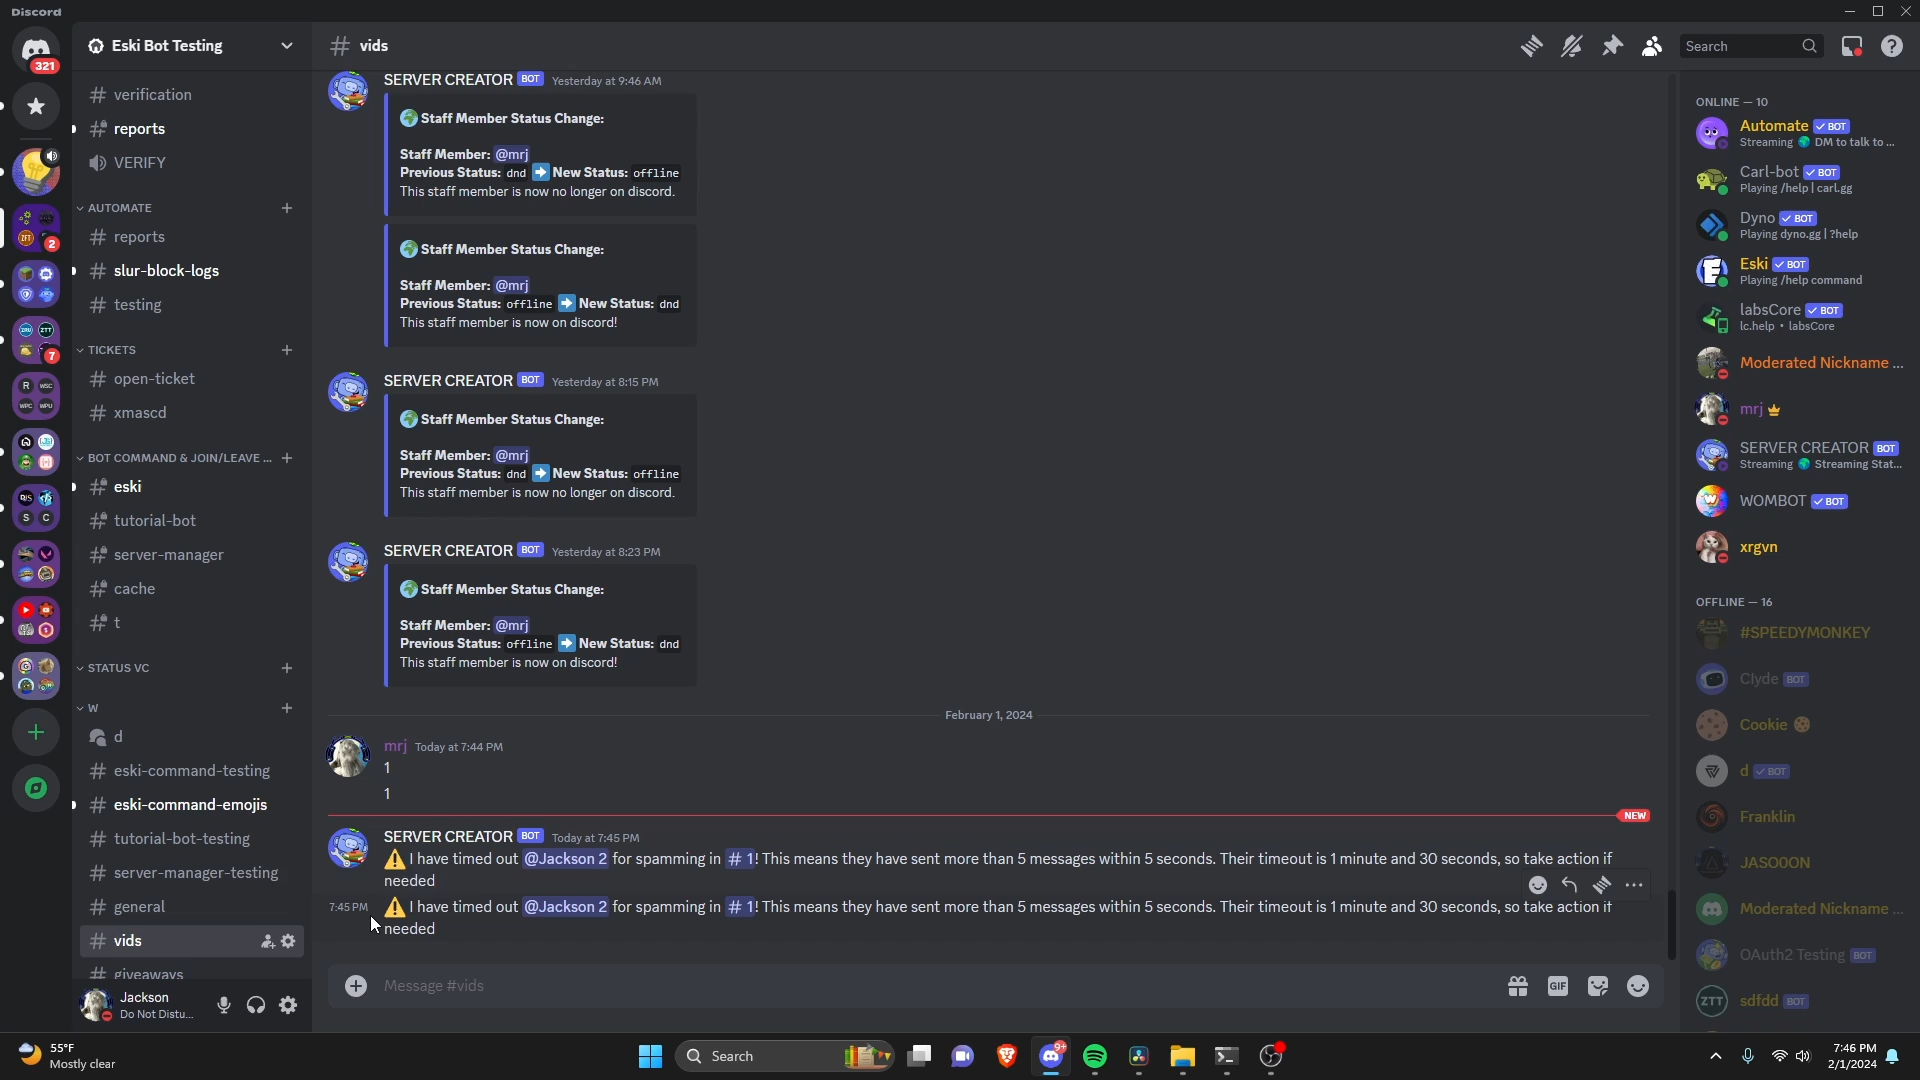 Discord
Eski Bot Testing
321
verification
reports
VERIFY
AUTOMATE
reports
2
slur-block-logs
testing
7
TICKETS
open-ticket
xmascd
BOT COMMAND & JOIN/LEAVE ...
eski
tutorial-bot
server-manager
cache
t
STATUS VC
W
d
eski-command-testing
eski-command-emojis
tutorial-bot-testing
server-manager-testing
general
vids
giveaways
Jackson
Do Not Distu...
vids
Search
SERVER CREATOR BOT Yesterday at 9:46 AM
Staff Member Status Change:
Staff Member: @mrj
Previous Status: dnd ➡ New Status: offline
This staff member is now no longer on discord.
Staff Member Status Change:
Staff Member: @mrj
Previous Status: offline ➡ New Status: dnd
This staff member is now on discord!
SERVER CREATOR BOT Yesterday at 8:15 PM
Staff Member Status Change:
Staff Member: @mrj
Previous Status: dnd ➡ New Status: offline
This staff member is now no longer on discord.
SERVER CREATOR BOT Yesterday at 8:23 PM
Staff Member Status Change:
Staff Member: @mrj
Previous Status: offline ➡ New Status: dnd
This staff member is now on discord!
February 1, 2024
mrj Today at 7:44 PM
1
1
NEW
SERVER CREATOR BOT Today at 7:45 PM
⚠ I have timed out @Jackson 2 for spamming in # 1! This means they have sent more than 5 messages within 5 seconds. Their timeout is 1 minute and 30 seconds, so take action if
needed
7:45 PM ⚠ I have timed out @Jackson 2 for spamming in # 1! This means they have sent more than 5 messages within 5 seconds. Their timeout is 1 minute and 30 seconds, so take action if
needed
Message #vids
GIF
ONLINE — 10
Automate ✓ BOT
Streaming DM to talk to ...
Carl-bot ✓ BOT
Playing /help | carl.gg
Dyno ✓ BOT
Playing dyno.gg | ?help
Eski ✓ BOT
Playing /help command
labsCore ✓ BOT
lc.help • labsCore
Moderated Nickname ...
mrj
SERVER CREATOR BOT
Streaming Streaming Stat...
WOMBOT ✓ BOT
xrgvn
OFFLINE — 16
#SPEEDYMONKEY
Clyde BOT
Cookie
d ✓ BOT
Franklin
JASO0ON
Moderated Nickname ...
OAuth2 Testing BOT
ZTT
sdfdd BOT
55°F
Mostly clear
Search
9+
7:46 PM
2/1/2024